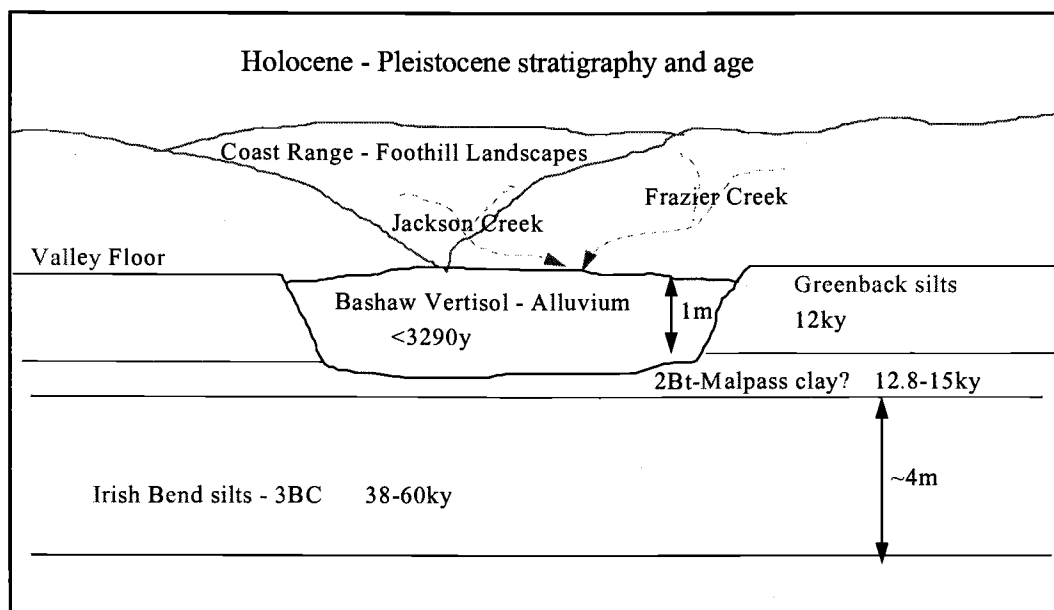 Holocene - Pleistocene stratigraphy and age
Coast Range - Foothill Landscapes
Frazier Creek
Jackson Creek
Valley Floor
Greenback silts
12ky
Bashaw Vertisol - Alluvium
<3290y
1m
2Bt-Malpass clay? 12.8-15ky
Irish Bend silts - 3BC 38-60ky
~4m